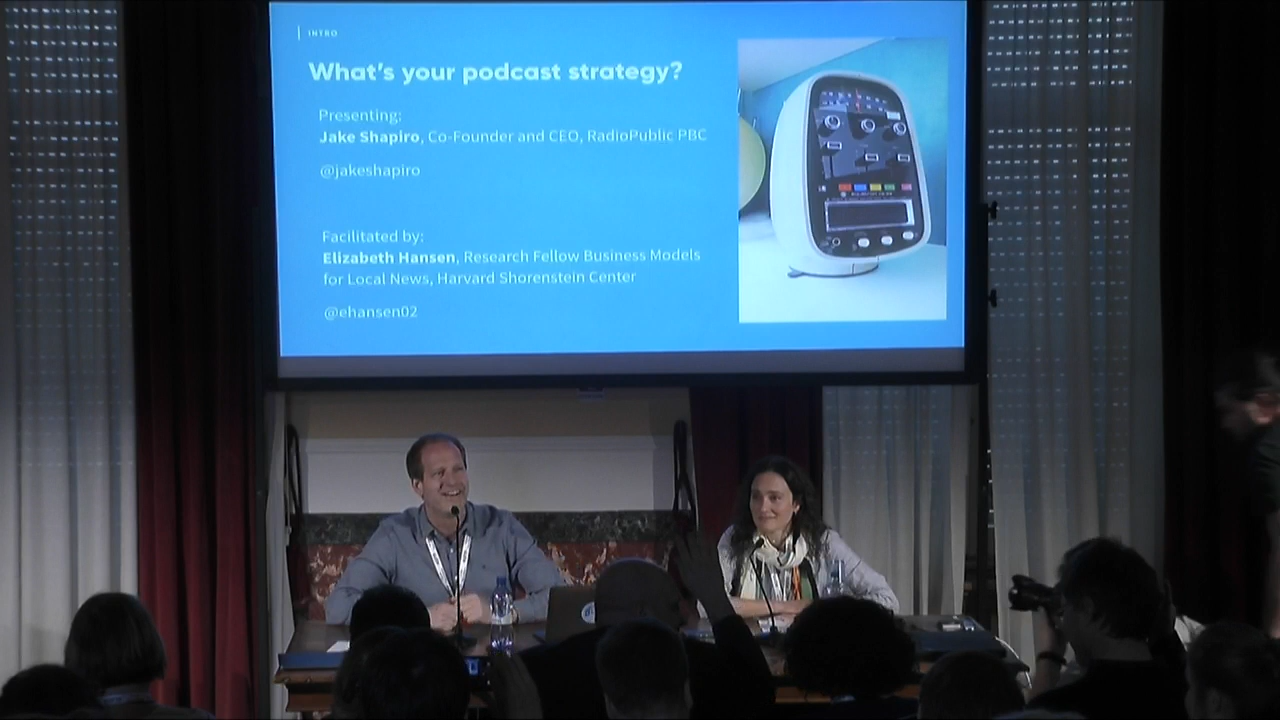 INTRO
What's your podcast strategy?
Presenting:
Jake Shapiro, Co-Founder and CEO, RadioPublic PBC
@jakeshapiro
Facilitated by:
Elizabeth Hansen, Research Fellow Business Models
for Local News, Harvard Shorenstein Center
@ehansen02